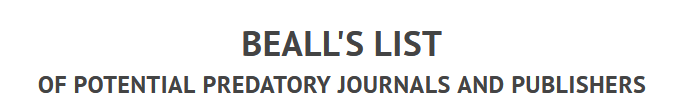 BEALL'S LIST
OF POTENTIAL PREDATORY JOURNALS AND PUBLISHERS